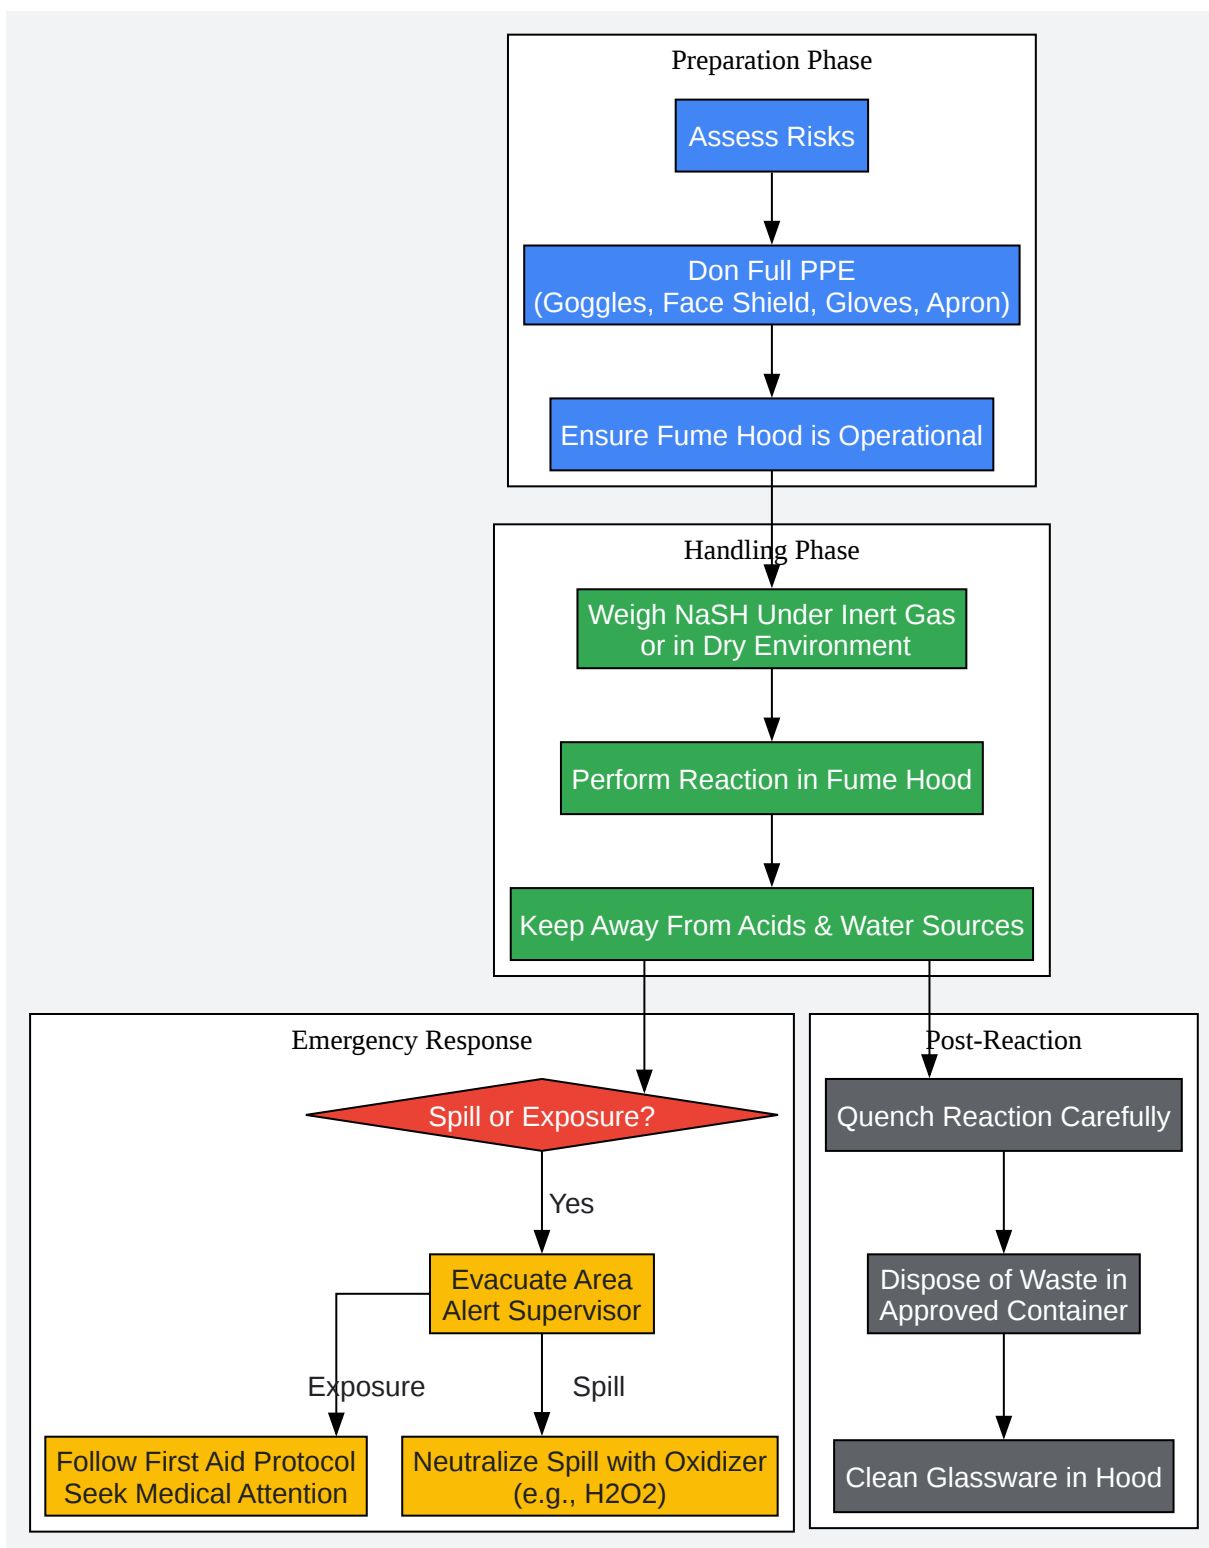 Preparation Phase
Assess Risks
Don Full PPE
(Goggles, Face Shield, Gloves, Apron)
Ensure Fume Hood is Operational
Handling Phase
Weigh NaSH Under Inert Gas
or in Dry Environment
Perform Reaction in Fume Hood
Keep Away From Acids & Water Sources
Emergency Response
Spill or Exposure?
Yes
Evacuate Area
Alert Supervisor
Exposure
Spill
Follow First Aid Protocol
Seek Medical Attention
Neutralize Spill with Oxidizer
(e.g., H2O2)
Post-Reaction
Quench Reaction Carefully
Dispose of Waste in
Approved Container
Clean Glassware in Hood